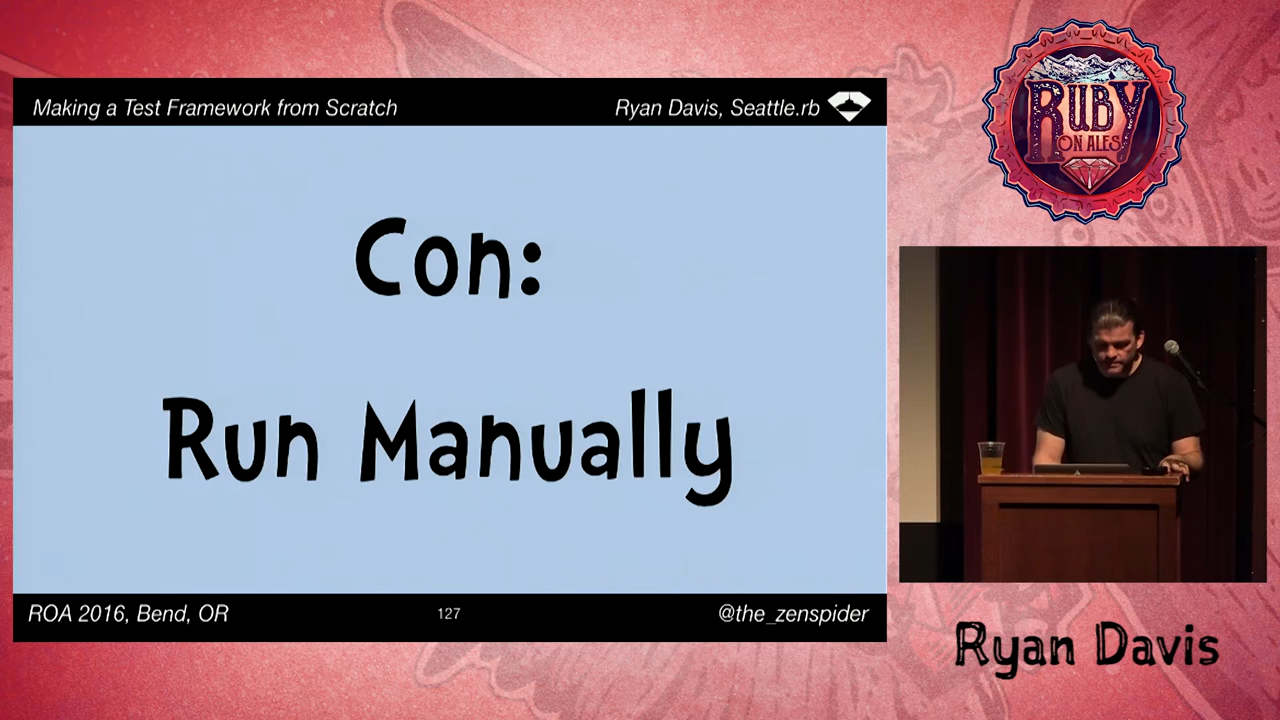 Making a Test Framework from Scratch
Ryan Davis, Seattle.rb
Con:
Run Manually
ROA 2016, Bend, OR
127
@the_zenspider
RUBY
ON ALES
Ryan Davis